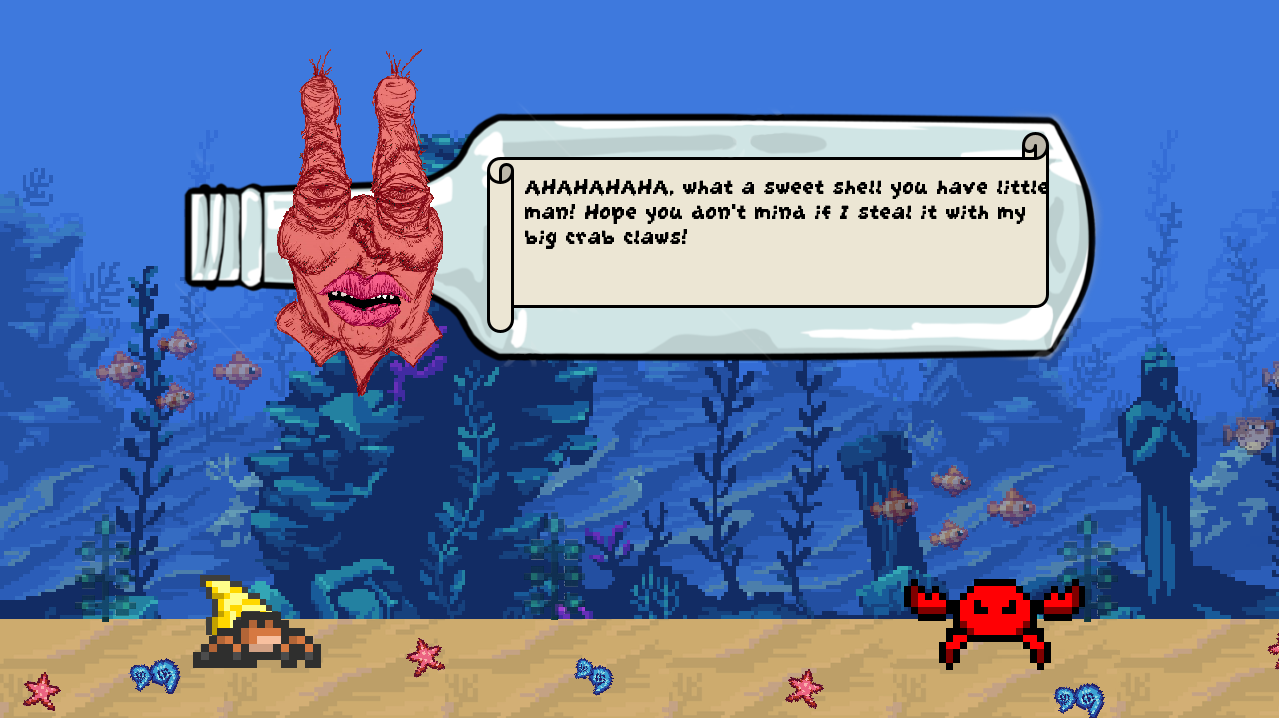 AHAHAHAHA, what a sweet shell you have little
man! Hope you don't mind if I steal it with my
big crab claws!